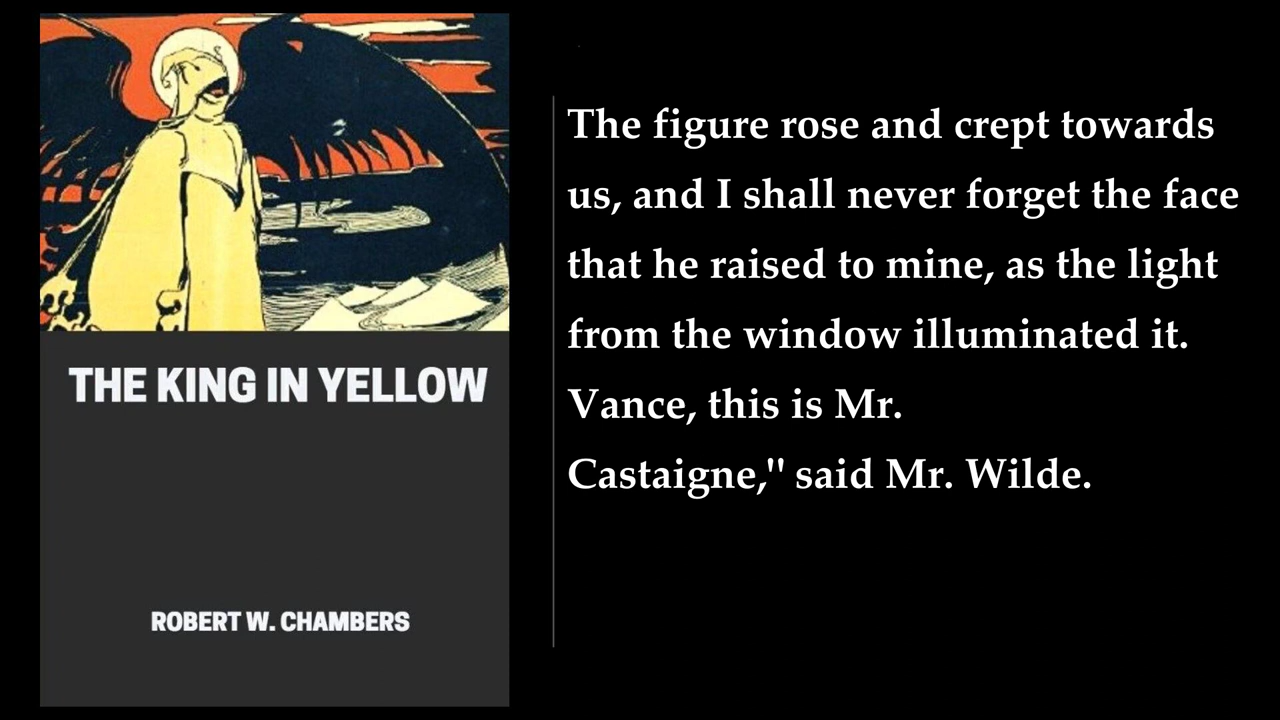 THE KING IN YELLOW
ROBERT W. CHAMBERS
The figure rose and crept towards
us, and I shall never forget the face
that he raised to mine, as the light
from the window illuminated it.
Vance, this is Mr.
Castaigne," said Mr. Wilde.